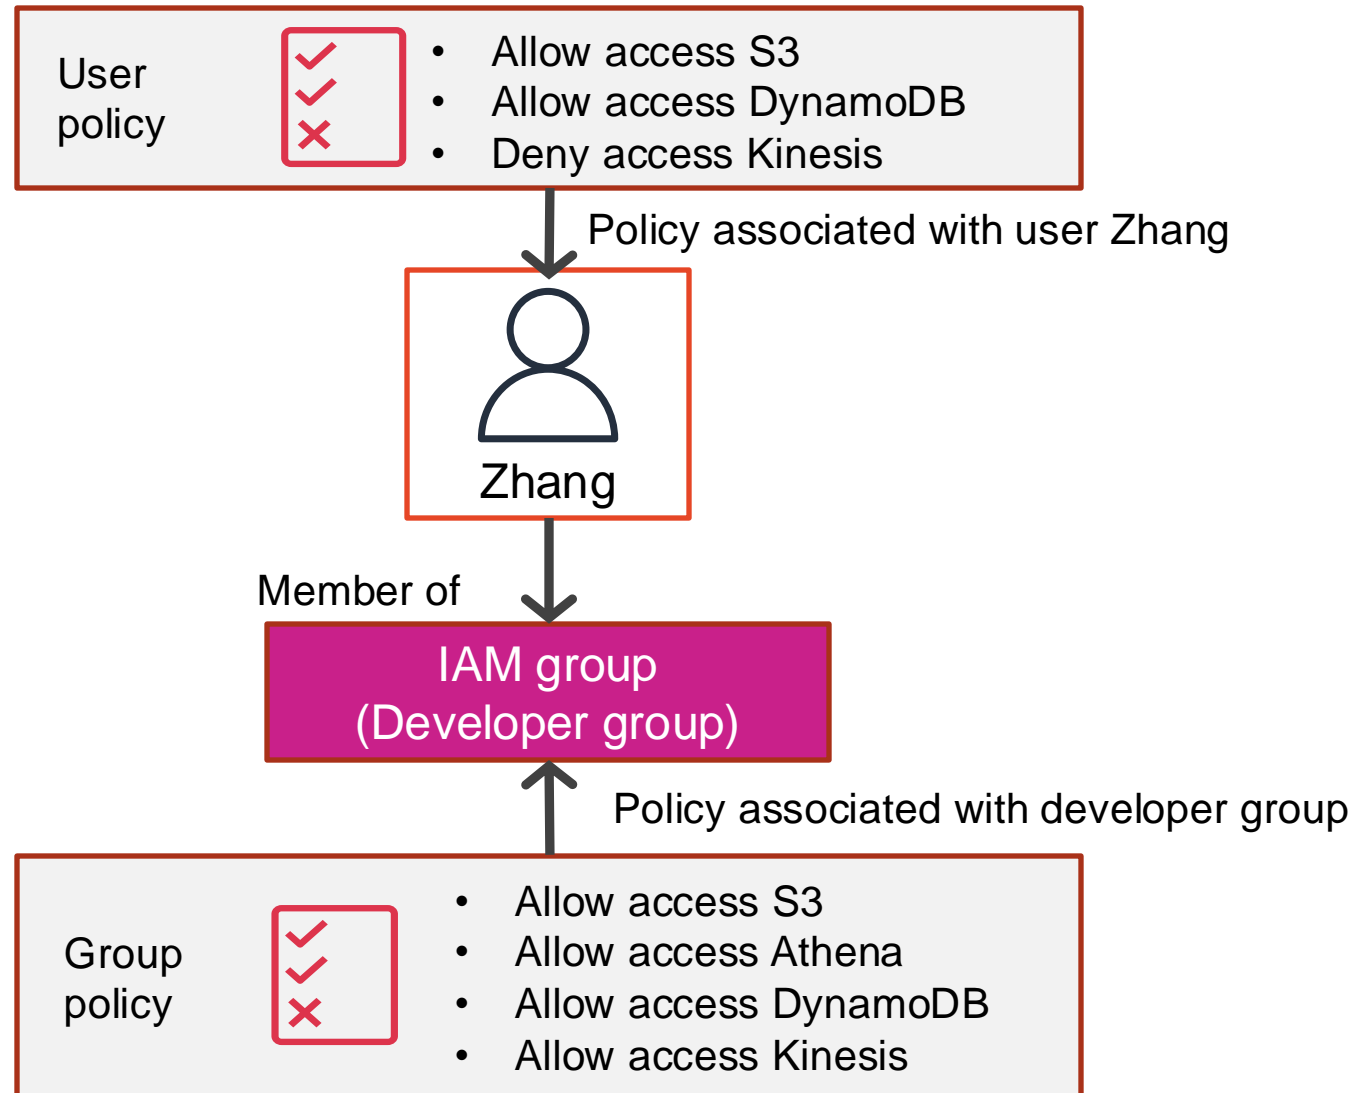 User
policy
• Allow access S3
• Allow access DynamoDB
• Deny access Kinesis
Policy associated with user Zhang
Zhang
Member of
IAM group
(Developer group)
Policy associated with developer group
Group
policy
• Allow access S3
• Allow access Athena
• Allow access DynamoDB
• Allow access Kinesis